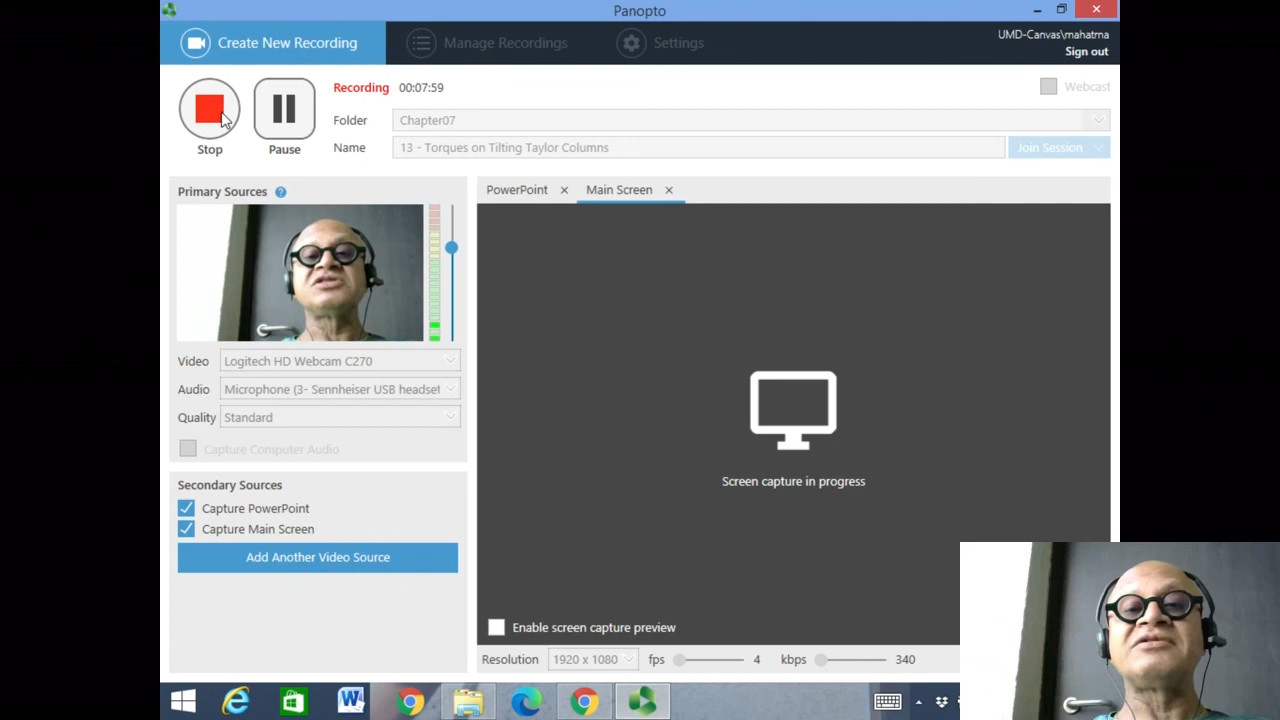 Panopto
Create New Recording
Manage Recordings
Settings
UMD-Canvas\mahatma
Sign out
Recording 00:07:59
Webcast
Folder Chapter07
Name 13 - Torques on Tilting Taylor Columns
Join Session
Stop
Pause
Primary Sources ?
PowerPoint
Main Screen
Video Logitech HD Webcam C270
Audio Microphone (3- Sennheiser USB headset
Quality Standard
Capture Computer Audio
Secondary Sources
Capture PowerPoint
Capture Main Screen
Add Another Video Source
Screen capture in progress
Enable screen capture preview
Resolution 1920 x 1080 fps 4 kbps 340